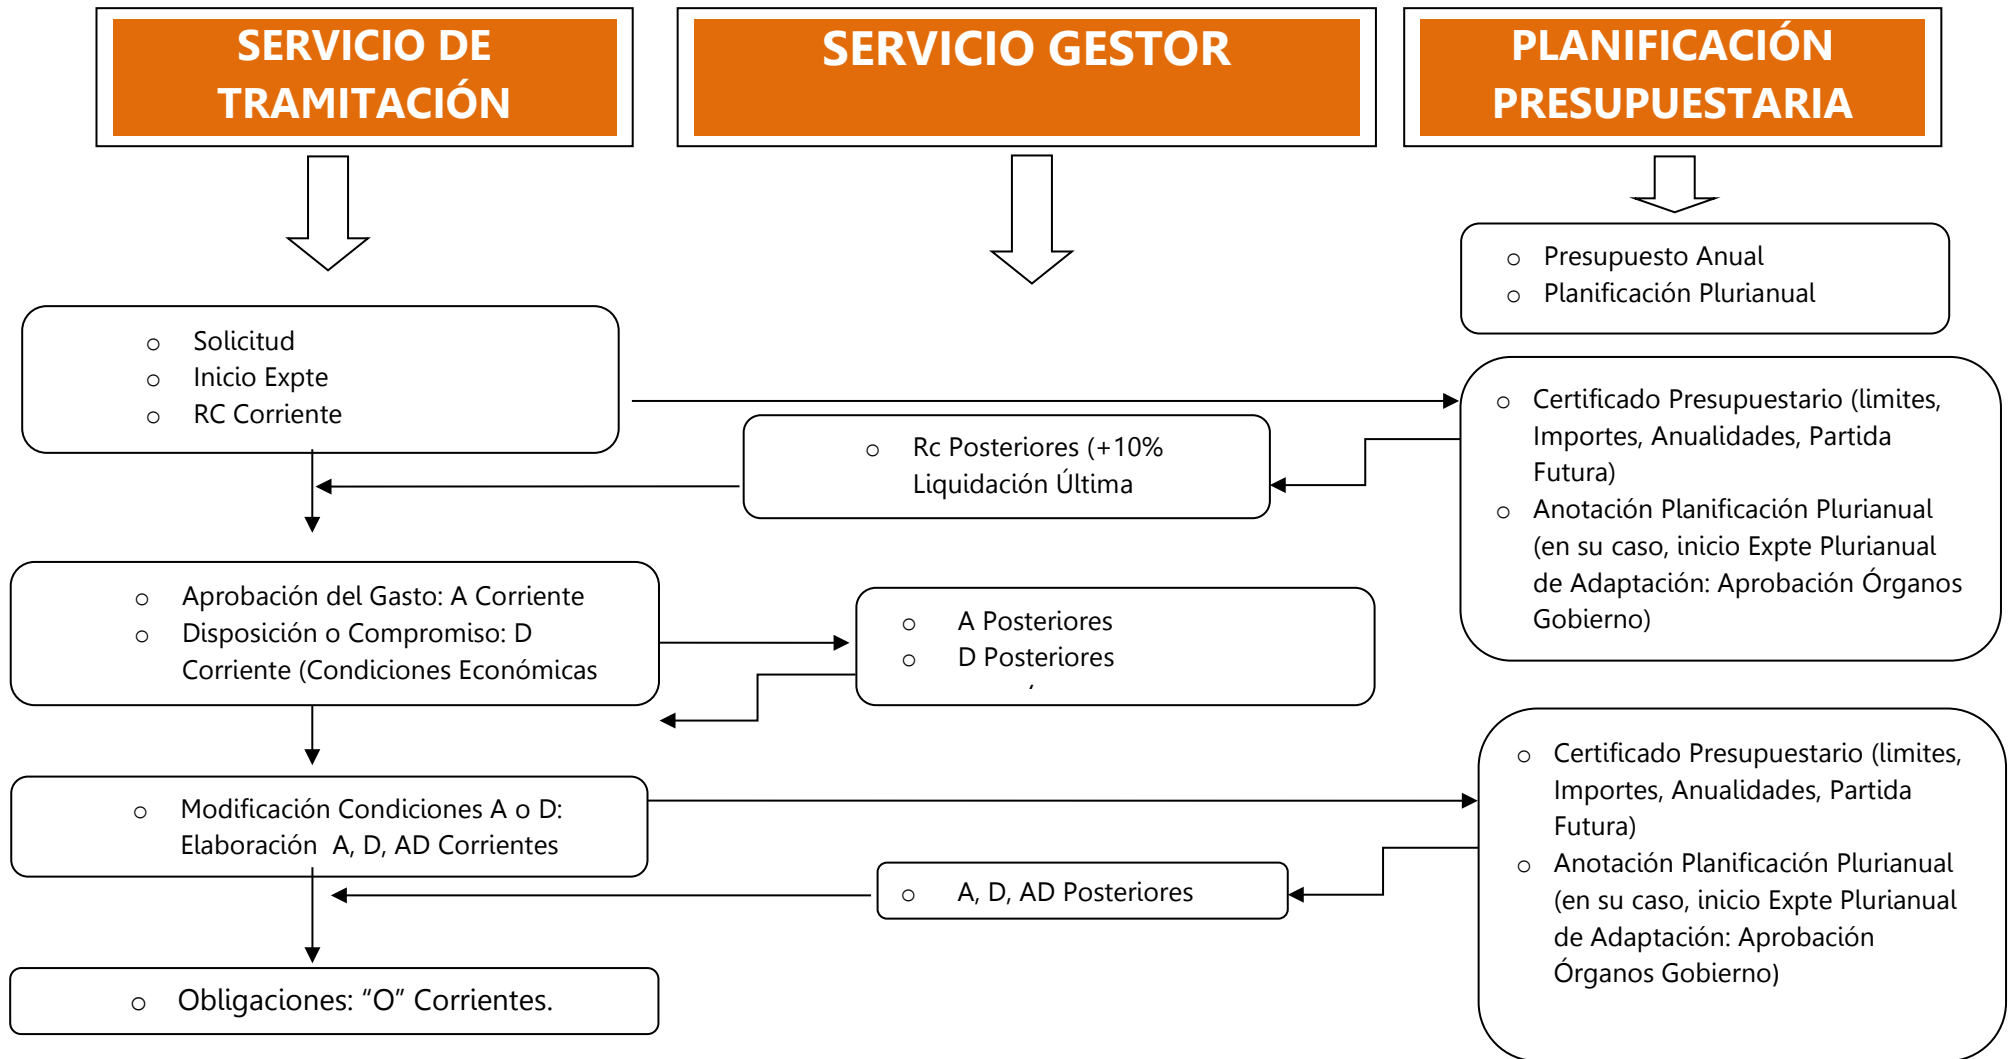 SERVICIO DE
TRAMITACIÓN
SERVICIO GESTOR
PLANIFICACIÓN
PRESUPUESTARIA
o Presupuesto Anual
o Planificación Plurianual
o Solicitud
o Inicio Expte
o RC Corriente
o Certificado Presupuestario (limites,
Importes, Anualidades, Partida
Futura)
o Anotación Planificación Plurianual
(en su caso, inicio Expte Plurianual
de Adaptación: Aprobación Órganos
Gobierno)
o Rc Posteriores (+10%
Liquidación Última
o Aprobación del Gasto: A Corriente
o Disposición o Compromiso: D
Corriente (Condiciones Económicas
o A Posteriores
o D Posteriores
o Modificación Condiciones A o D:
Elaboración A, D, AD Corrientes
o Certificado Presupuestario (limites,
Importes, Anualidades, Partida
Futura)
o Anotación Planificación Plurianual
(en su caso, inicio Expte Plurianual
de Adaptación: Aprobación
Órganos Gobierno)
o A, D, AD Posteriores
o Obligaciones: “O” Corrientes.